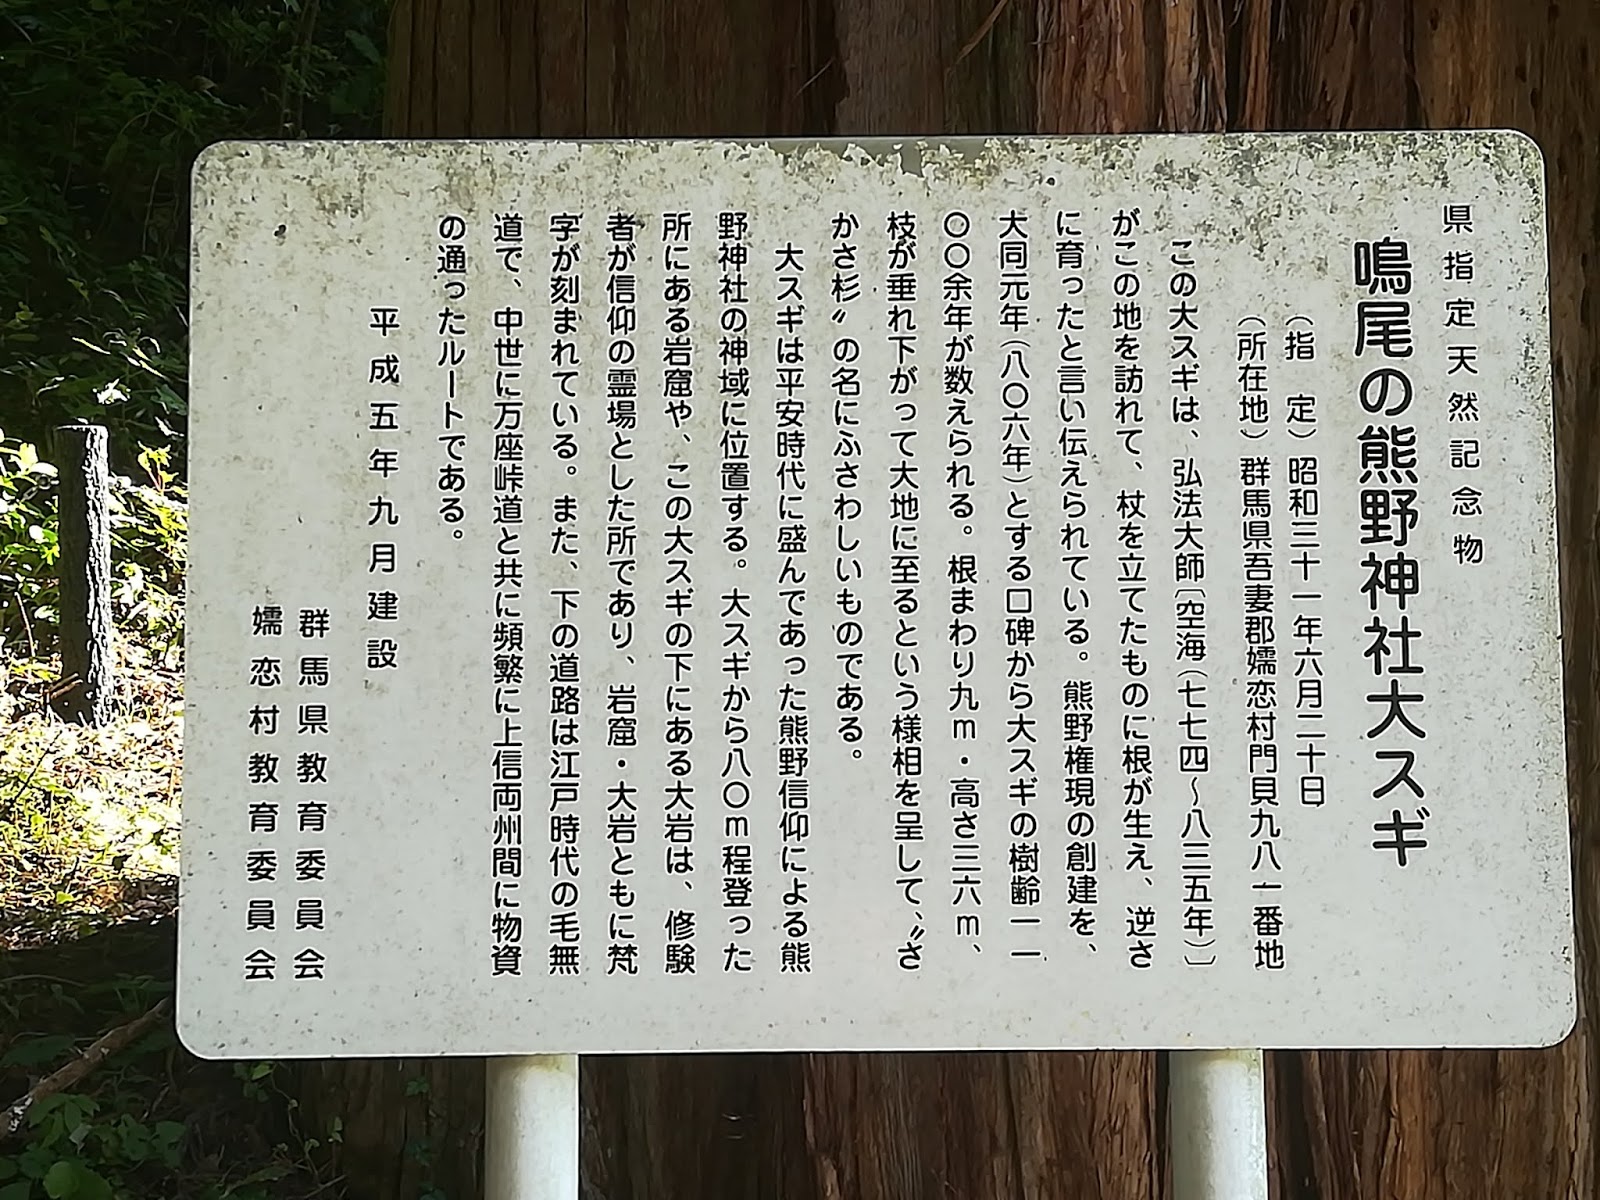 県指定天然記念物
鳴尾の熊野神社大スギ
（指　定）昭和三十一年六月二十日
（所在地）群馬県吾妻郡嬬恋村門貝九八一番地
この大スギは、弘法大師〔空海（七七四～八三五年）〕
がこの地を訪れて、杖を立てたものに根が生え、逆さ
に育ったと言い伝えられている。熊野権現の創建を、
大同元年（八〇六年）とする口碑から大スギの樹齢一一
〇〇余年が数えられる。根まわり九m・高さ三六m、
枝が垂れ下がって大地に至るという様相を呈して、〝さ
かさ杉〟の名にふさわしいものである。
大スギは平安時代に盛んであった熊野信仰による熊
野神社の神域に位置する。大スギから八〇m程登った
所にある岩窟や、この大スギの下にある大岩は、修験
者が信仰の霊場とした所であり、岩窟・大岩ともに梵
字が刻まれている。また、下の道路は江戸時代の毛無
道で、中世に万座峠道と共に頻繁に上信両州間に物資
の通ったルートである。
平成五年九月建設
群馬県教育委員会
嬬恋村教育委員会